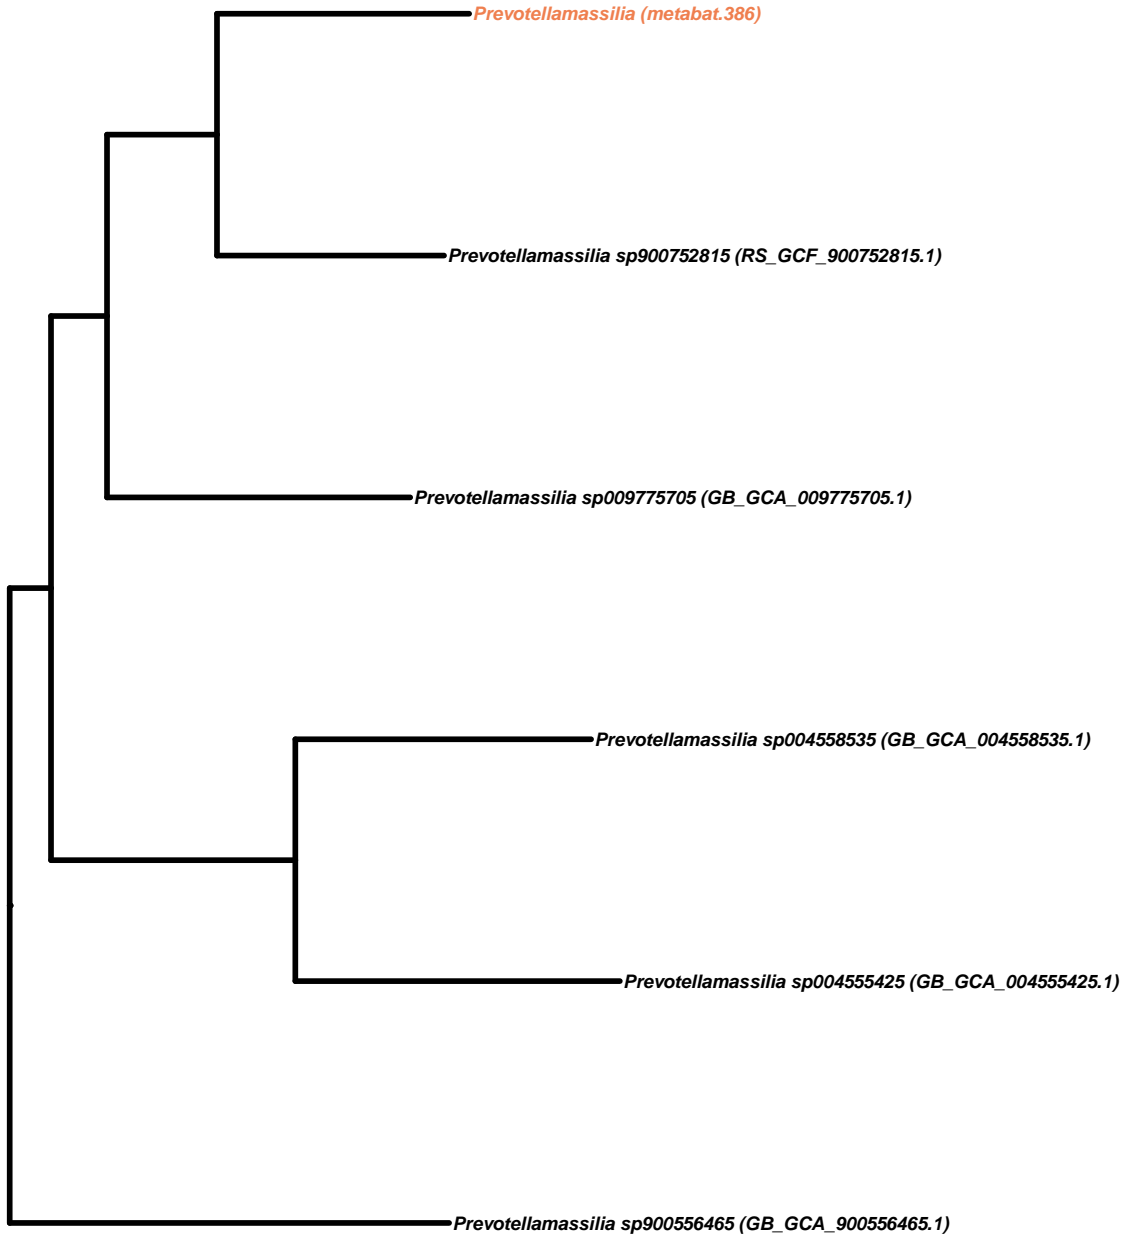 Prevotellamassilia (metabat.386)
Prevotellamassilia sp900752815 (RS_GCF_900752815.1)
Prevotellamassilia sp009775705 (GB_GCA_009775705.1)
Prevotellamassilia sp004558535 (GB_GCA_004558535.1)
Prevotellamassilia sp004555425 (GB_GCA_004555425.1)
Prevotellamassilia sp900556465 (GB_GCA_900556465.1)